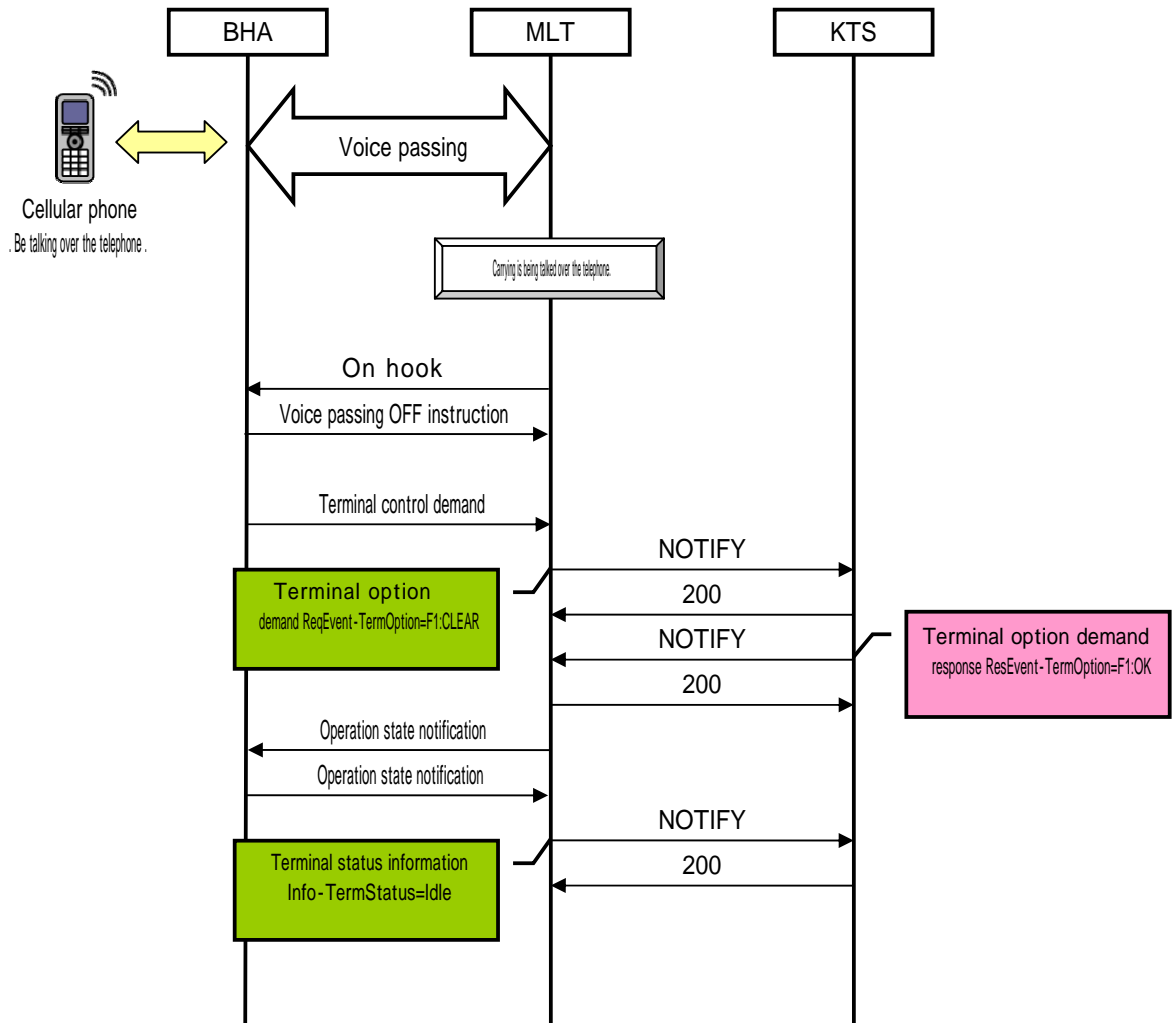 BHA
MLT
KTS
Voice passing
Cellular phone
. Be talking over the telephone .
Carrying is being talked over the telephone.
On hook
Voice passing OFF instruction
Terminal control demand
NOTIFY
Terminal option
demand ReqEvent-TermOption=F1:CLEAR
200
NOTIFY
Terminal option demand
response ResEvent-TermOption=F1:OK
200
Operation state notification
Operation state notification
NOTIFY
Terminal status information
Info-TermStatus=Idle
200